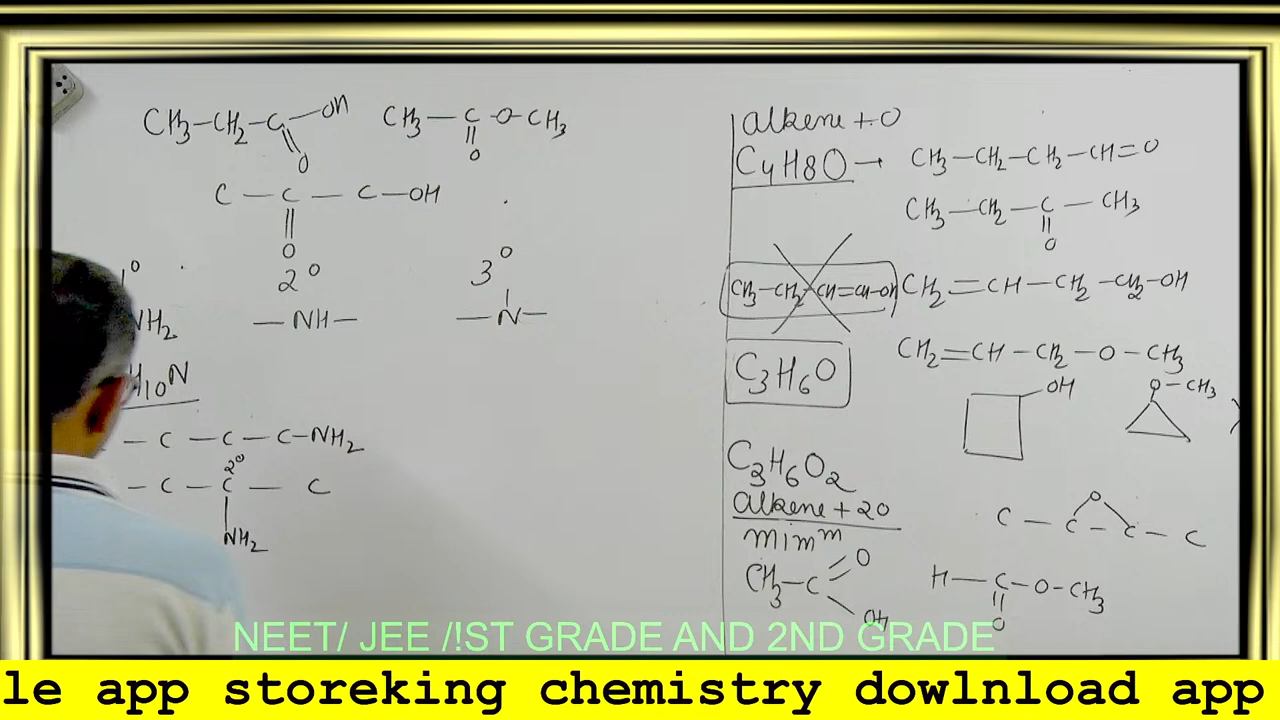 CH3-CH2-C-OH
O
CH3-C-O-CH3
O
C-C-C-OH
O
1° 2° 3°
NH2 -NH- -N-
H10N
-C-C-C-NH2
2°
-C-C-C
NH2
alkene+O
C4H8O→ CH3-CH2-CH2-CH=O
CH3-CH2-C-CH3
O
CH3-CH2-CH=CH-OH CH2=CH-CH2-CH2-OH
CH2=CH-CH2-O-CH3
C3H6O
OH
O-CH3
C3H6O2
alkene+2O
mimm
O
C-C-C-C
CH3-C
O
OH
H-C-O-CH3
O
NEET/ JEE /!ST GRADE AND 2ND GRADE
le app storeking chemistry dowlnload app